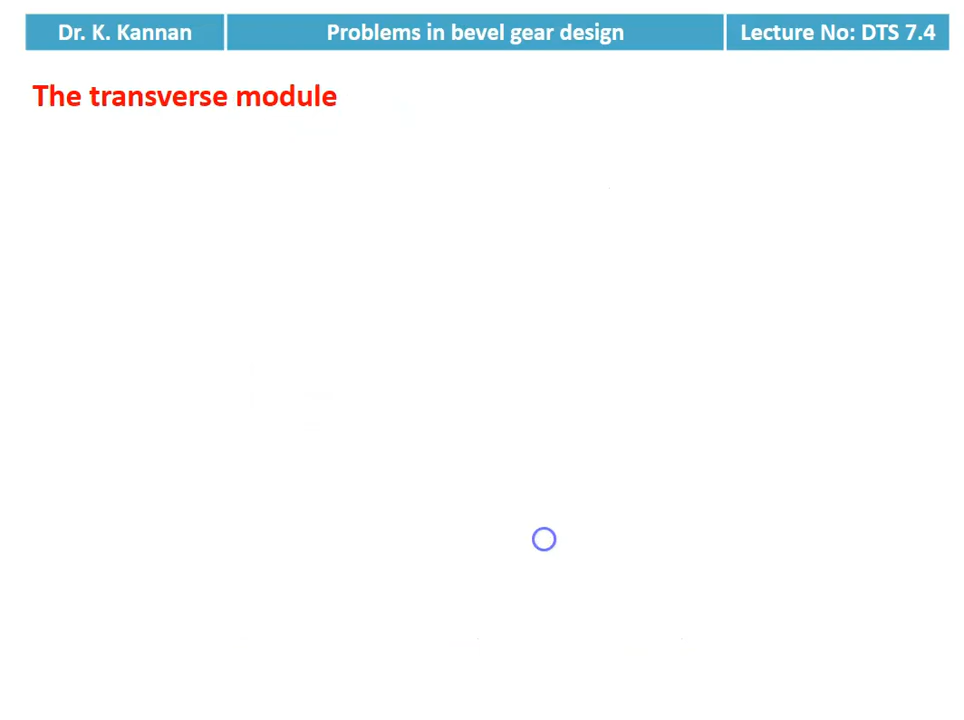 Dr. K. Kannan
Problems in bevel gear design
Lecture No: DTS 7.4
The transverse module